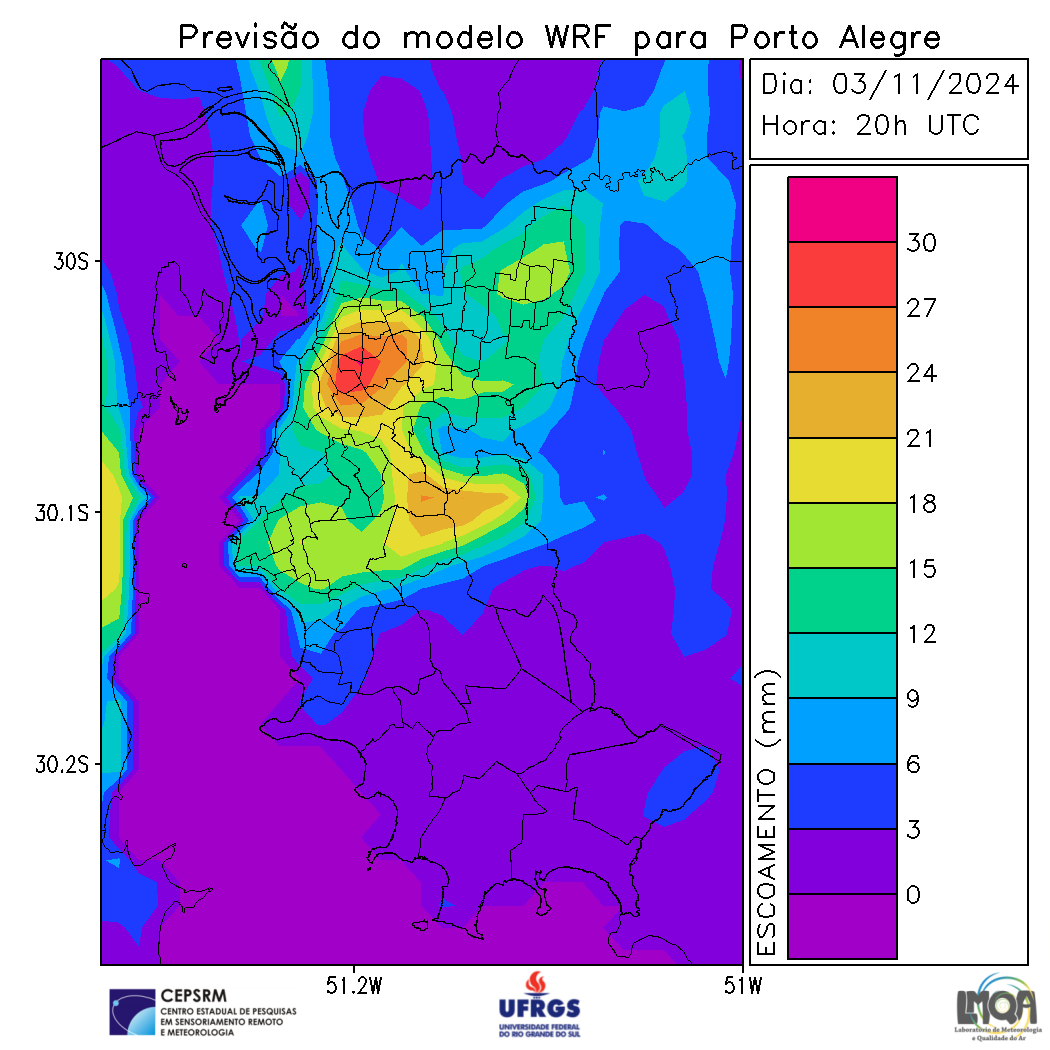 Previsão do modelo WRF para Porto Alegre
Dia: 03/11/2024
Hora: 20h UTC
30S
30.1S
30.2S
51.2W
51W
30
27
24
21
18
15
12
9
6
3
0
ESCOAMENTO (mm)
CEPSRM
CENTRO ESTADUAL DE PESQUISAS
EM SENSORIAMENTO REMOTO
E METEOROLOGIA
UFRGS
UNIVERSIDADE FEDERAL
DO RIO GRANDE DO SUL
LMQA
Laboratório de Meteorologia
e Qualidade do Ar